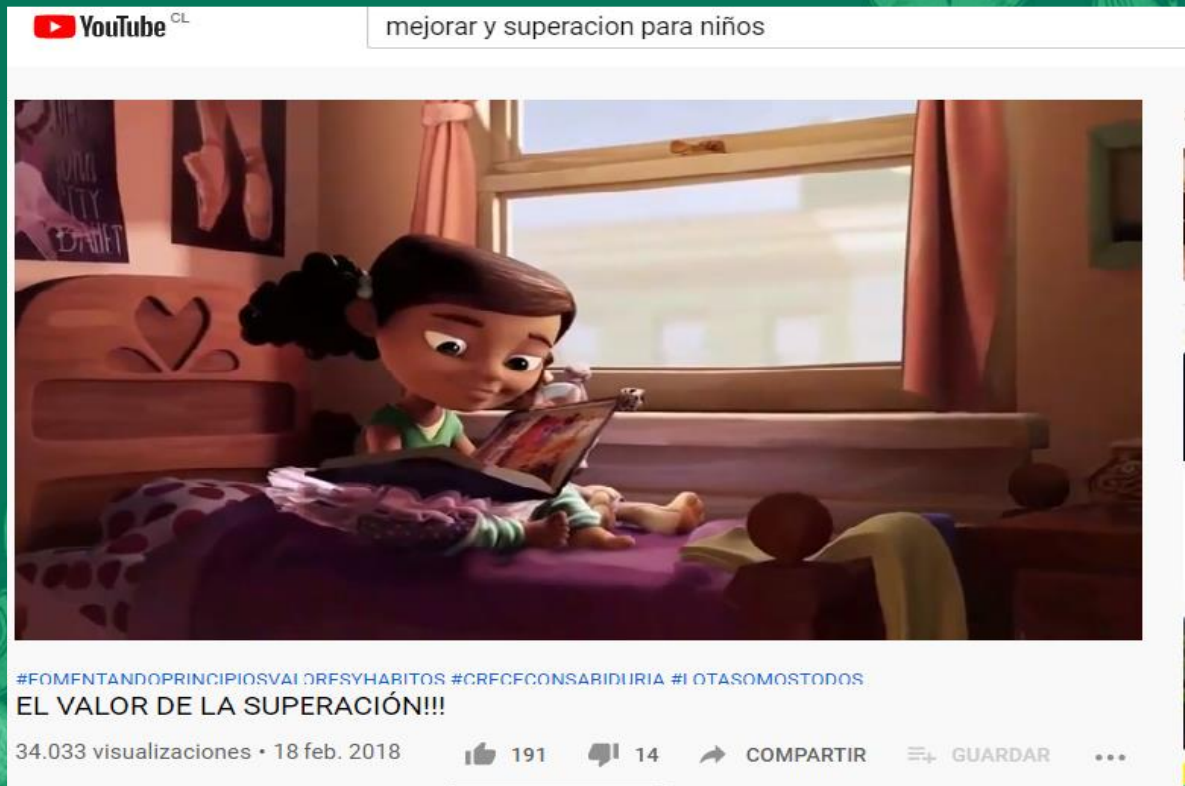 YouTube CL
mejorar y superacion para niños
#FOMENTANDOPRINCIPIOSVALORESYHABITOS #CRECECONSABIDURIA #LOTASOMOSTODOS
EL VALOR DE LA SUPERACIÓN!!!
34.033 visualizaciones • 18 feb. 2018 191 14 COMPARTIR GUARDAR